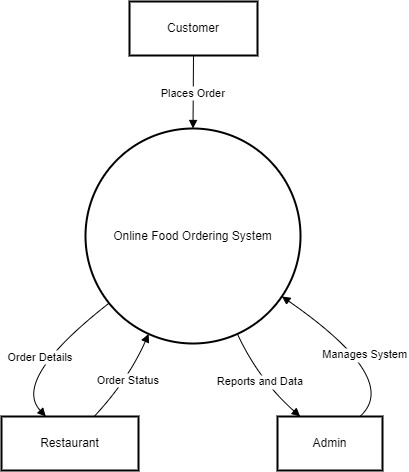 Customer
Places Order
Online Food Ordering System
Order Details
Manages System
Order Status
Reports and Data
Restaurant
Admin